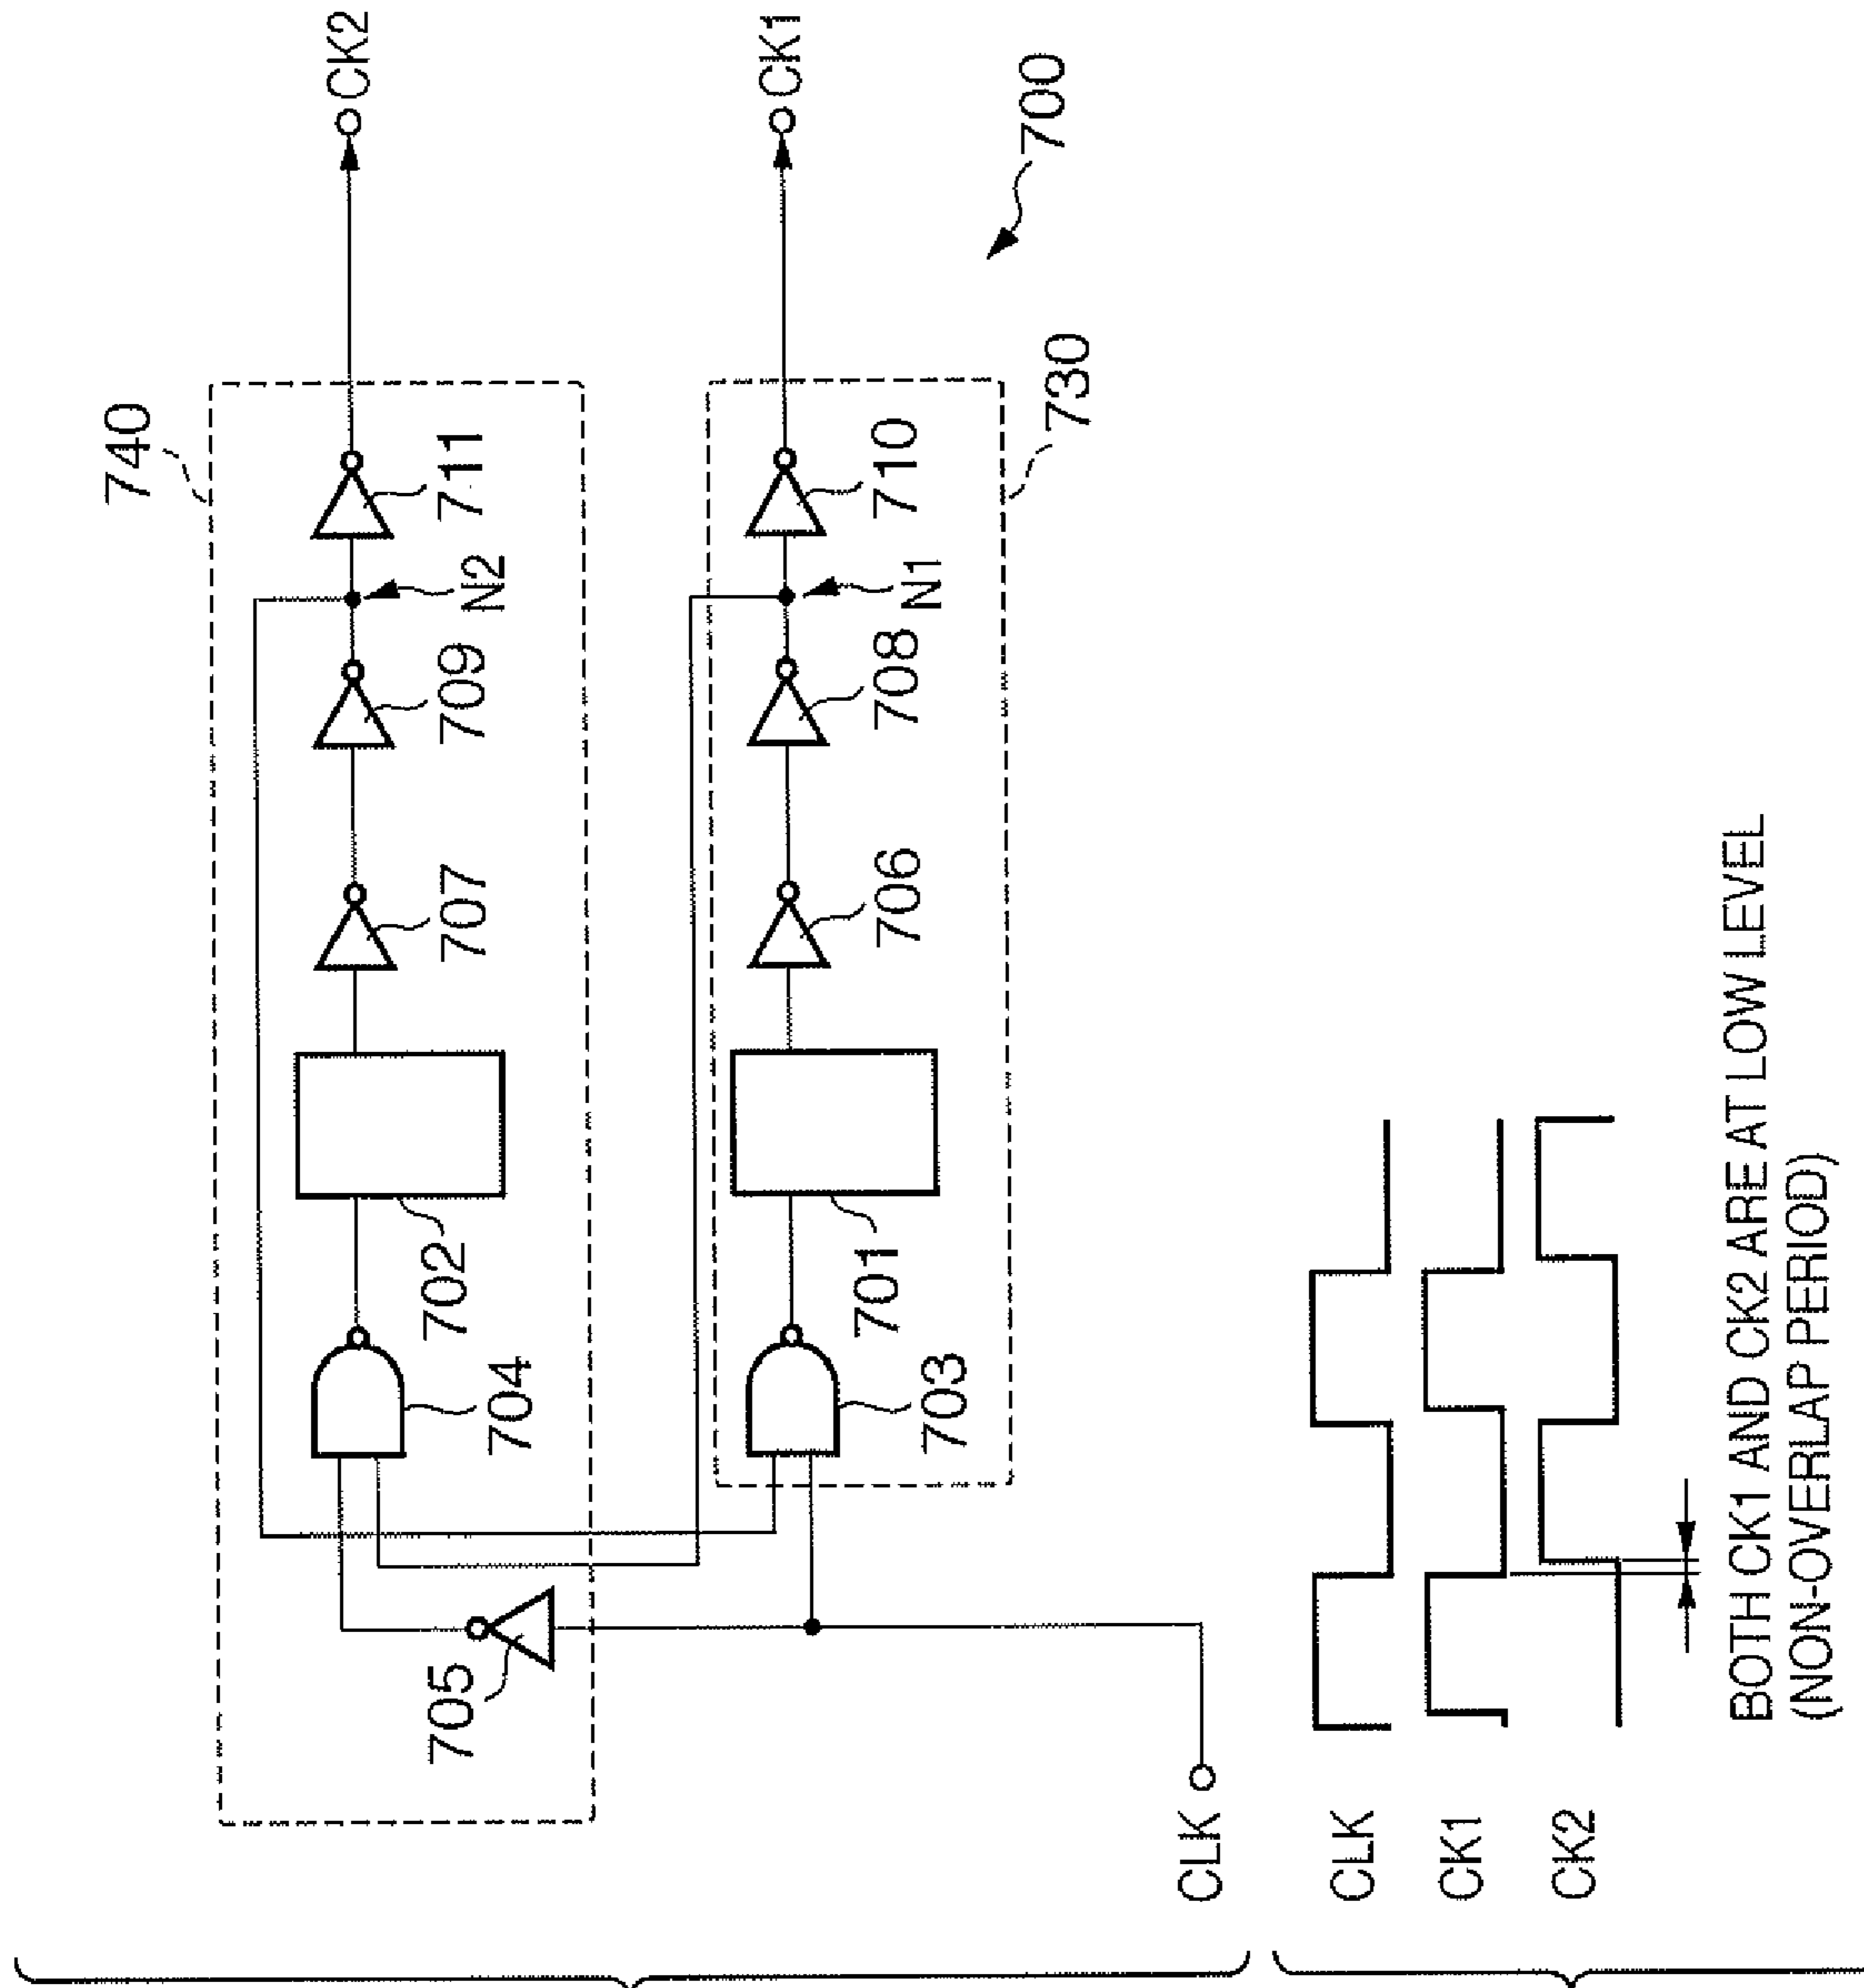 740
CK2
711
N2
709
707
702
704
705
CK1
710
N1
708
706
701
703
730
700
CLK
CLK
CK1
CK2
BOTH CK1 AND CK2 ARE AT LOW LEVEL
(NON-OVERLAP PERIOD)